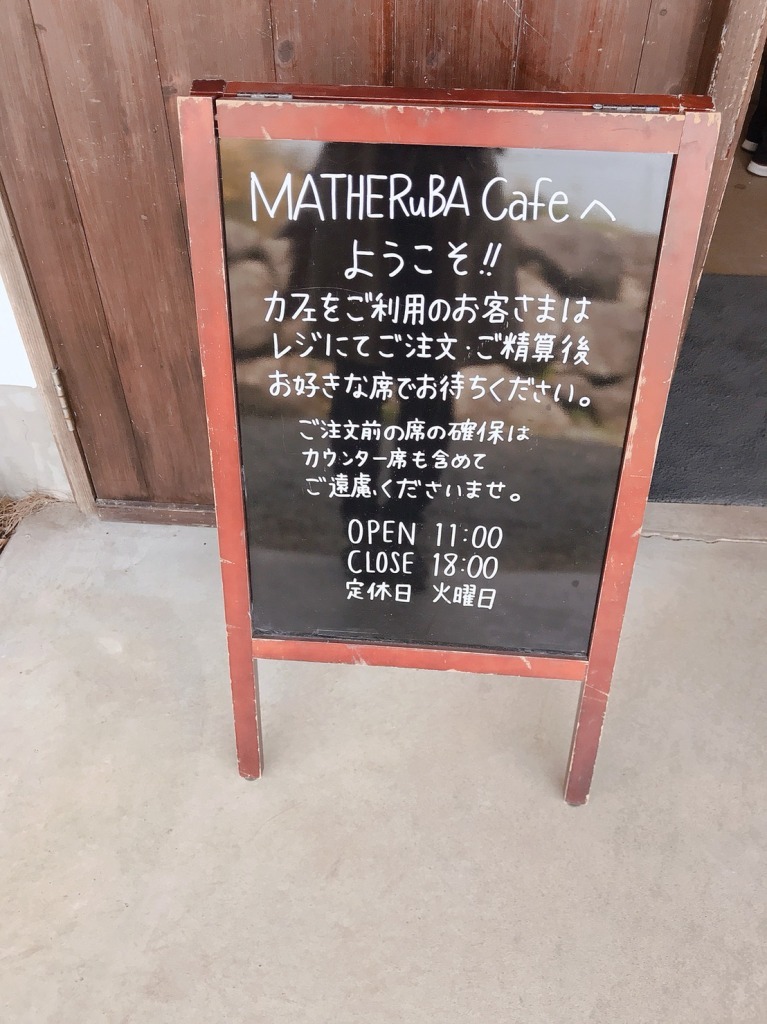 MATHERuBA Cafeへ
ようこそ!!
カフェをご利用のお客さまは
レジにてご注文・ご精算後
お好きな席でお待ちください。
ご注文前の席の確保は
カウンター席も含めて
ご遠慮くださいませ。
OPEN 11:00
CLOSE 18:00
定休日 火曜日